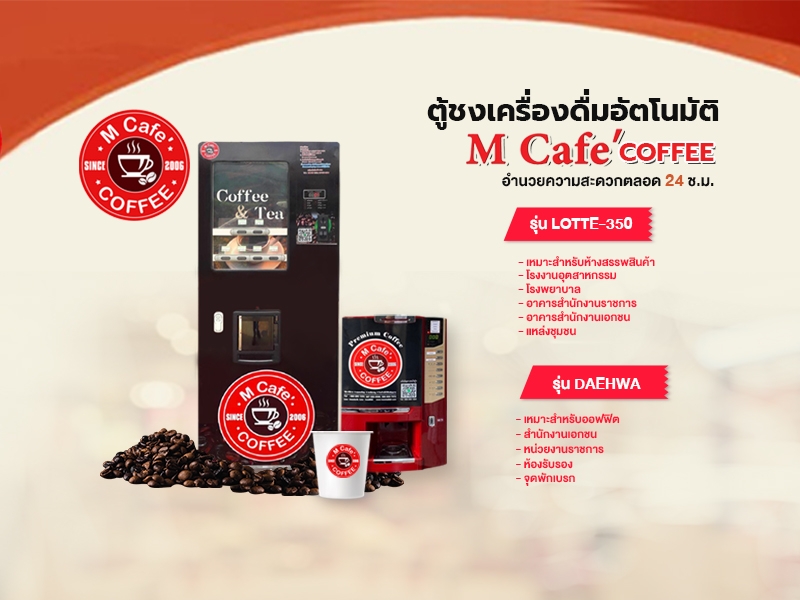 ตู้ชงเครื่องดื่มอัตโนมัติ
M Cafe' COFFEE
อำนวยความสะดวกตลอด 24 ช.ม.
M Cafe'
SINCE 2006
COFFEE
รุ่น LOTTE-350
- เหมาะสำหรับห้างสรรพสินค้า
- โรงงานอุตสาหกรรม
- โรงพยาบาล
- อาคารสำนักงานราชการ
- อาคารสำนักงานเอกชน
- แหล่งชุมชน
รุ่น DAEHWA
- เหมาะสำหรับออฟฟิต
- สำนักงานเอกชน
- หน่วยงานราชการ
- ห้องรับรอง
- จุดพักเบรก
Coffee
& Tea
M Cafe'
SINCE 2006
COFFEE
Premium Coffee
M Cafe'
COFFEE
M Cafe'
COFFEE